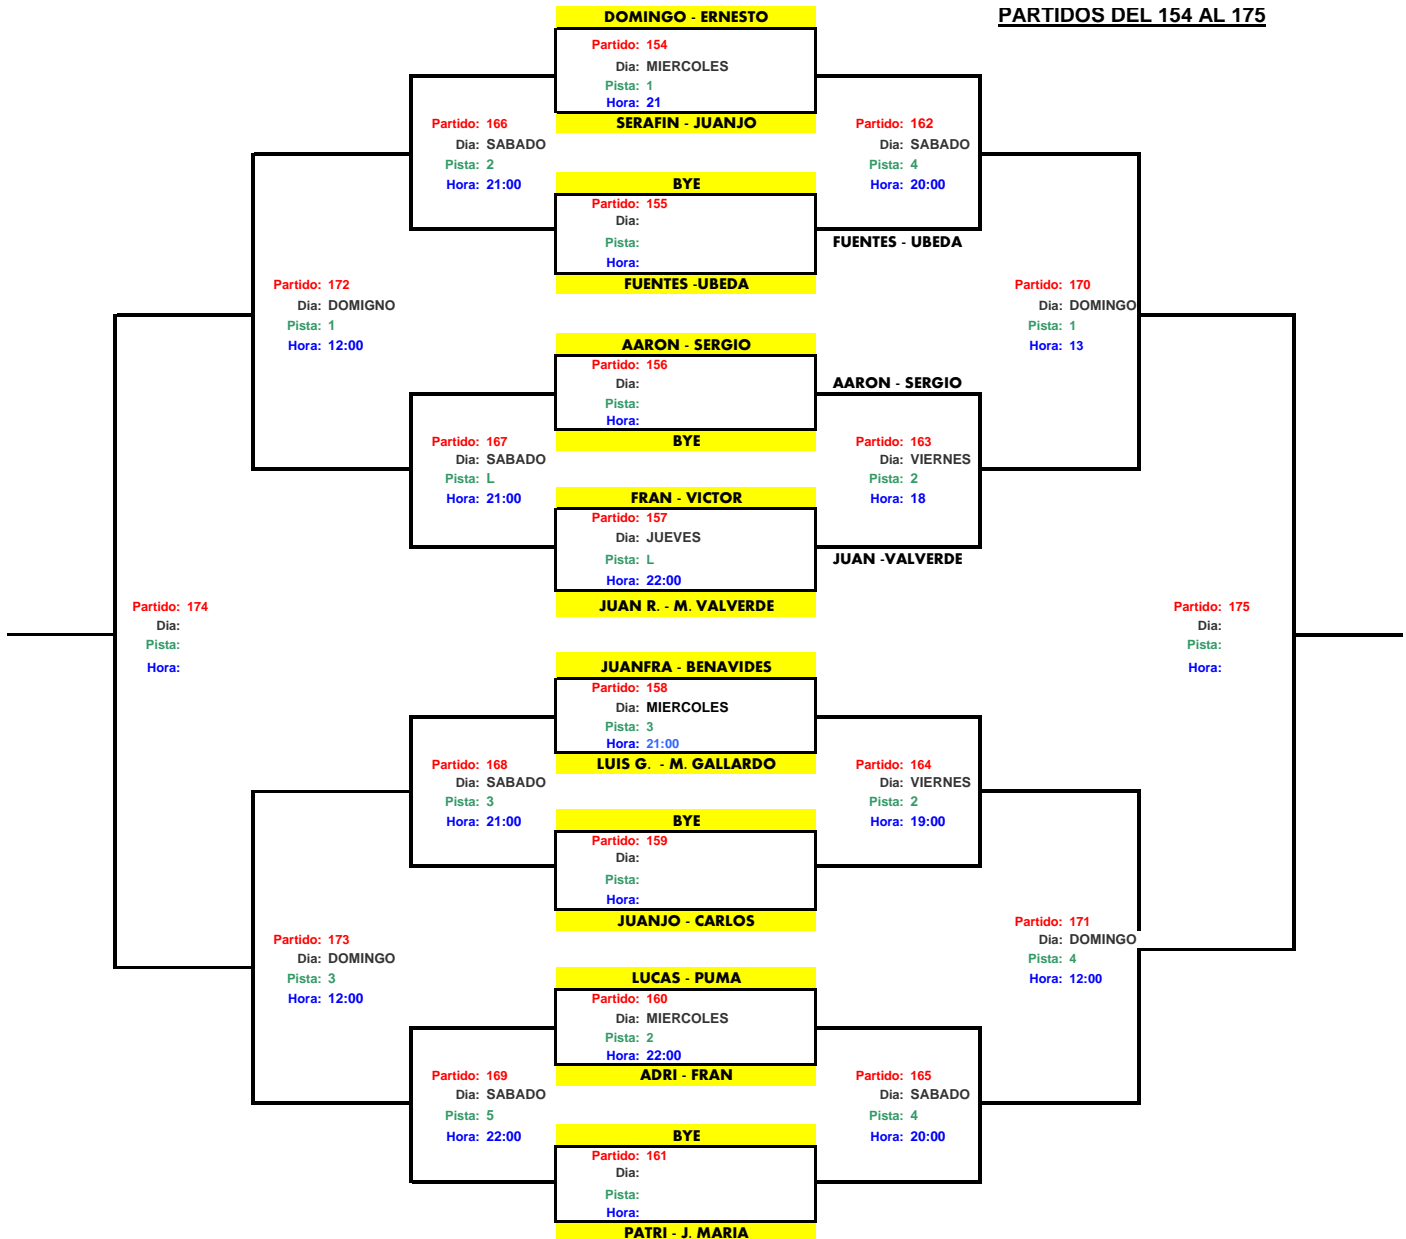 PARTIDOS DEL 154 AL 175
DOMINGO - ERNESTO
Partido: 154
Dia: MIERCOLES
Pista: 1
Hora: 21
SERAFIN - JUANJO
Partido: 166
Dia: SABADO
Pista: 2
Hora: 21:00
Partido: 162
Dia: SABADO
Pista: 4
Hora: 20:00
BYE
Partido: 155
Dia:
Pista:
Hora:
FUENTES -UBEDA
FUENTES - UBEDA
Partido: 172
Dia: DOMIGNO
Pista: 1
Hora: 12:00
Partido: 170
Dia: DOMINGO
Pista: 1
Hora: 13
AARON - SERGIO
Partido: 156
Dia:
Pista:
Hora:
BYE
AARON - SERGIO
Partido: 167
Dia: SABADO
Pista: L
Hora: 21:00
Partido: 163
Dia: VIERNES
Pista: 2
Hora: 18
FRAN - VICTOR
Partido: 157
Dia: JUEVES
Pista: L
Hora: 22:00
JUAN R. - M. VALVERDE
JUAN -VALVERDE
Partido: 174
Dia:
Pista:
Hora:
Partido: 175
Dia:
Pista:
Hora:
JUANFRA - BENAVIDES
Partido: 158
Dia: MIERCOLES
Pista: 3
Hora: 21:00
LUIS G.  - M. GALLARDO
Partido: 168
Dia: SABADO
Pista: 3
Hora: 21:00
Partido: 164
Dia: VIERNES
Pista: 2
Hora: 19:00
BYE
Partido: 159
Dia:
Pista:
Hora:
JUANJO - CARLOS
Partido: 173
Dia: DOMINGO
Pista: 3
Hora: 12:00
Partido: 171
Dia: DOMINGO
Pista: 4
Hora: 12:00
LUCAS - PUMA
Partido: 160
Dia: MIERCOLES
Pista: 2
Hora: 22:00
ADRI - FRAN
Partido: 169
Dia: SABADO
Pista: 5
Hora: 22:00
Partido: 165
Dia: SABADO
Pista: 4
Hora: 20:00
BYE
Partido: 161
Dia:
Pista:
Hora:
PATRI - J. MARIA